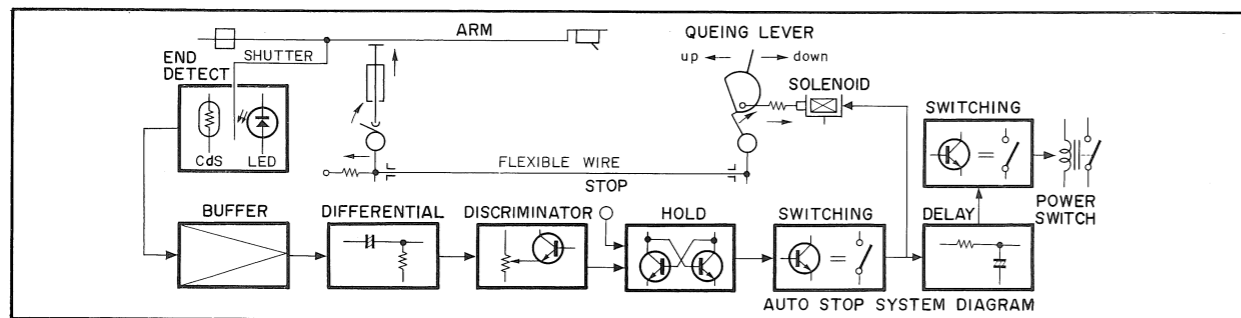 ARM
QUEING LEVER
up
down
END
DETECT
SHUTTER
SOLENOID
SWITCHING
=
CdS
LED
FLEXIBLE WIRE
STOP
POWER
SWITCH
BUFFER
DIFFERENTIAL
DISCRIMINATOR
HOLD
SWITCHING
DELAY
=
AUTO STOP SYSTEM DIAGRAM